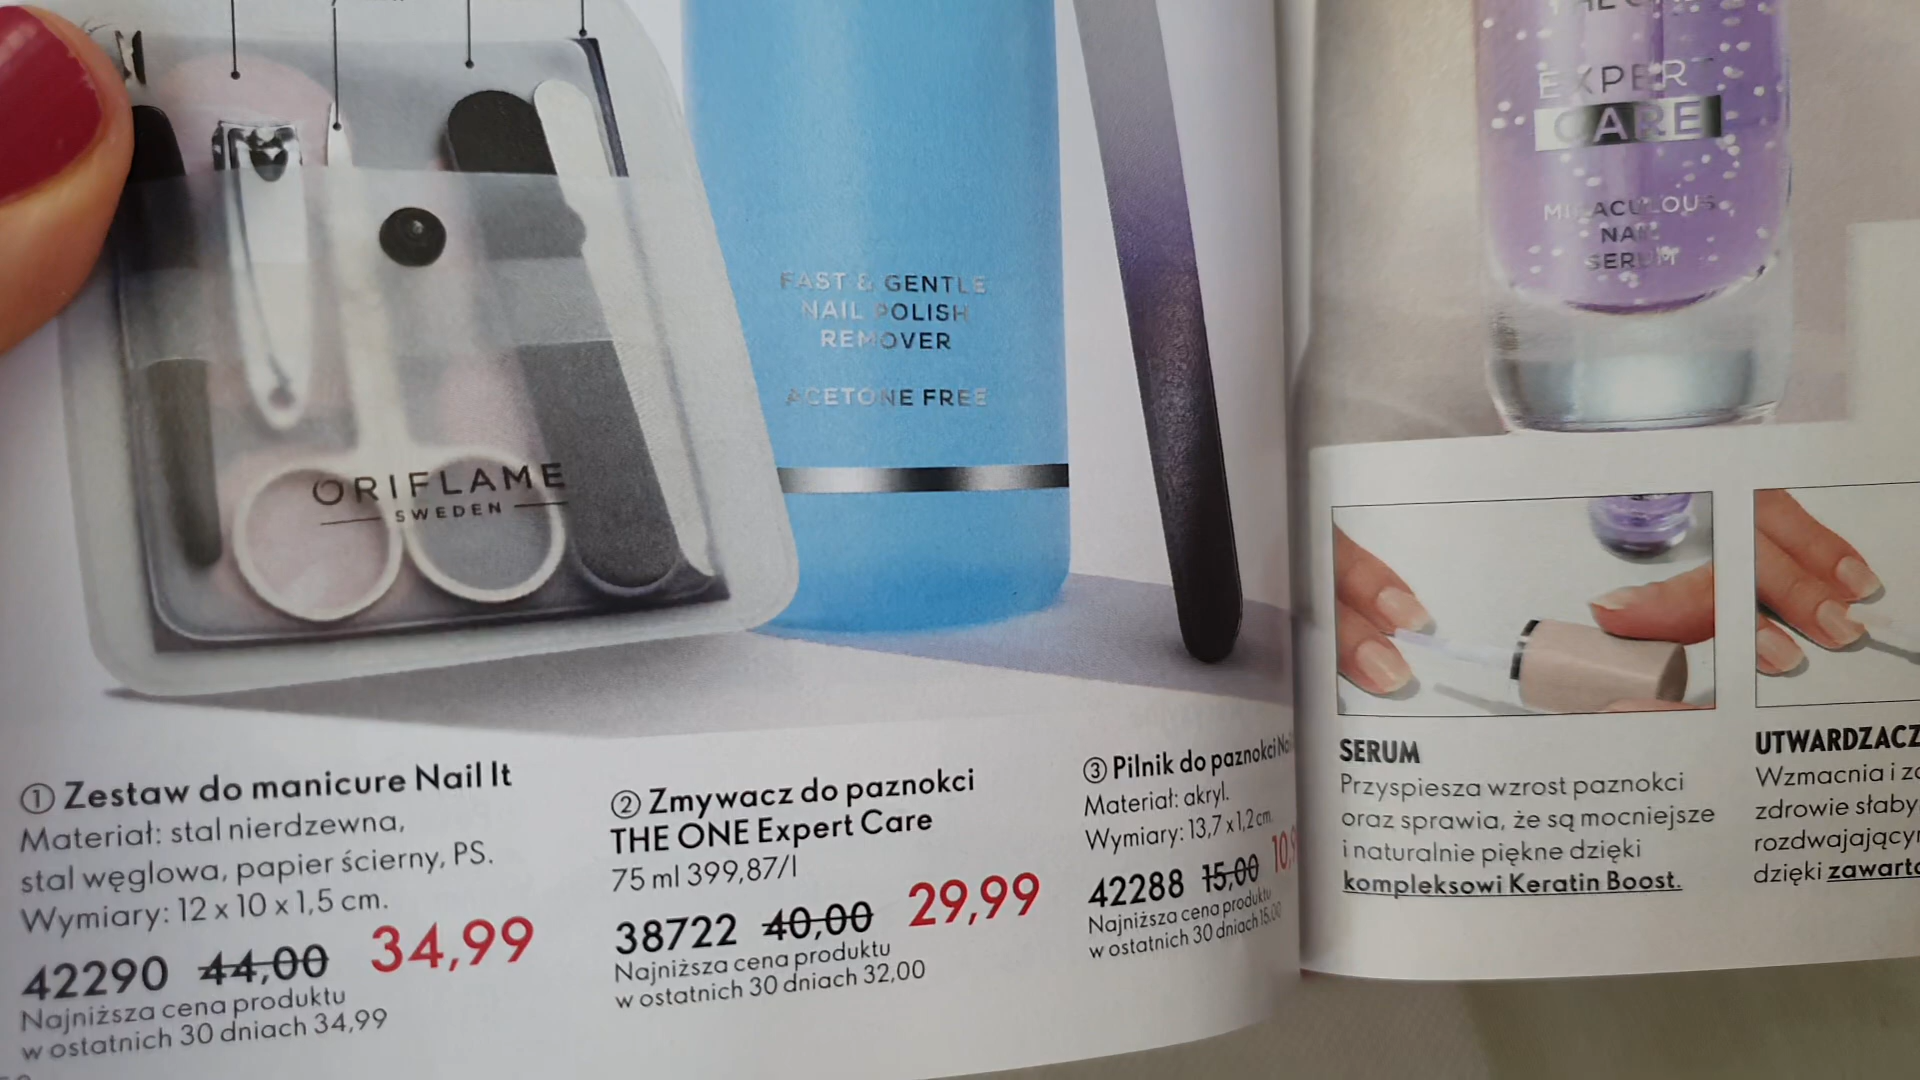 ORIFLAME
SWEDEN
FAST & GENTLE
NAIL POLISH
REMOVER
ACETONE FREE
① Zestaw do manicure Nail It
Materiał: stal nierdzewna,
stal węglowa, papier ścierny, PS.
Wymiary: 12 x 10 x 1,5 cm.
42290 44,00 34,99
Najniższa cena produktu
w ostatnich 30 dniach 34,99
② Zmywacz do paznokci
THE ONE Expert Care
75 ml 399,87/l
38722 40,00 29,99
Najniższa cena produktu
w ostatnich 30 dniach 32,00
③ Pilnik do paznokci
Materiał: akryl.
Wymiary: 13,7 x 1,2 cm.
42288 15,00
Najniższa cena produktu
w ostatnich 30 dniach 15,00
EXPERT
CARE
MIRACULOUS
NAIL
SERUM
SERUM
Przyspiesza wzrost paznokci
oraz sprawia, że są mocniejsze
i naturalnie piękne dzięki
kompleksowi Keratin Boost.
UTWARDZACZ
Wzmacnia i
zdrowie
dzięki